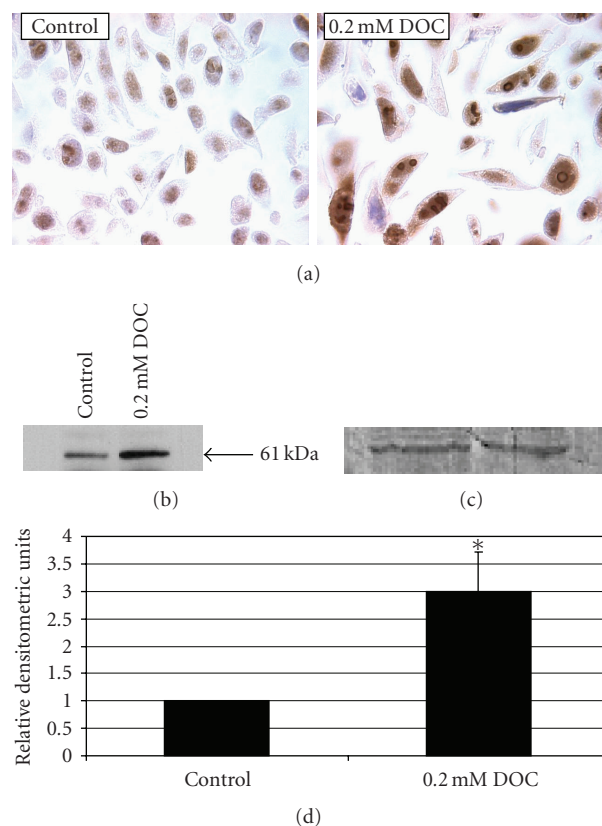 Control
0.2 mM DOC
(a)
Control
0.2 mM DOC
61 kDa
(b)
(c)
Relative densitometric units
4
3.5
3
2.5
2
1.5
1
0.5
0
*
Control
0.2 mM DOC
(d)